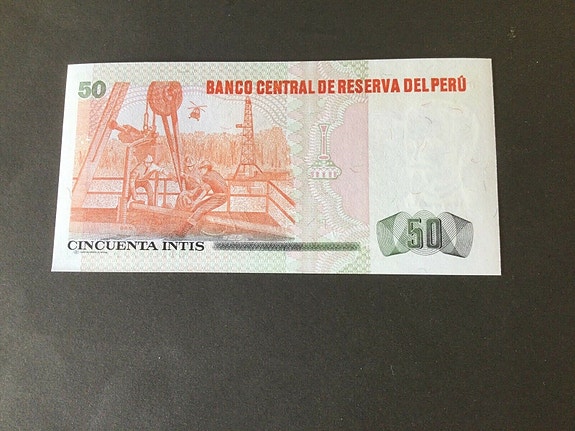 50
BANCO CENTRAL DE RESERVA DEL PERÚ
CINCUENTA INTIS
50